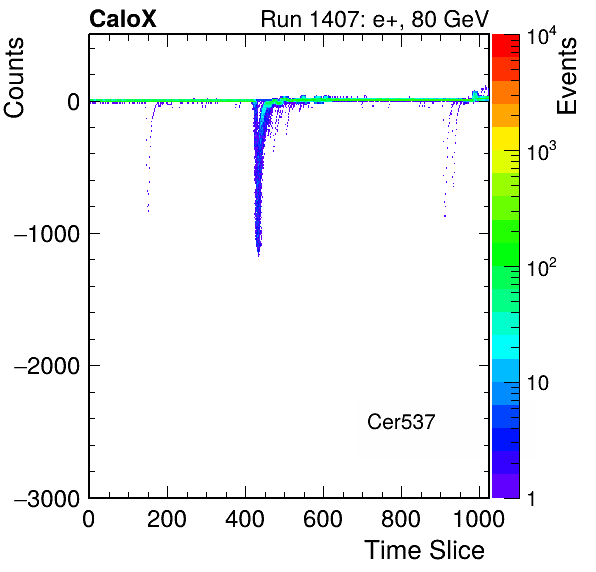 CaloX Run 1407: e+, 80 GeV
Counts
Events
0
−1000
−2000
−3000
0 200 400 600 800 1000
Time Slice
Cer537
10⁴
10³
10²
10
1